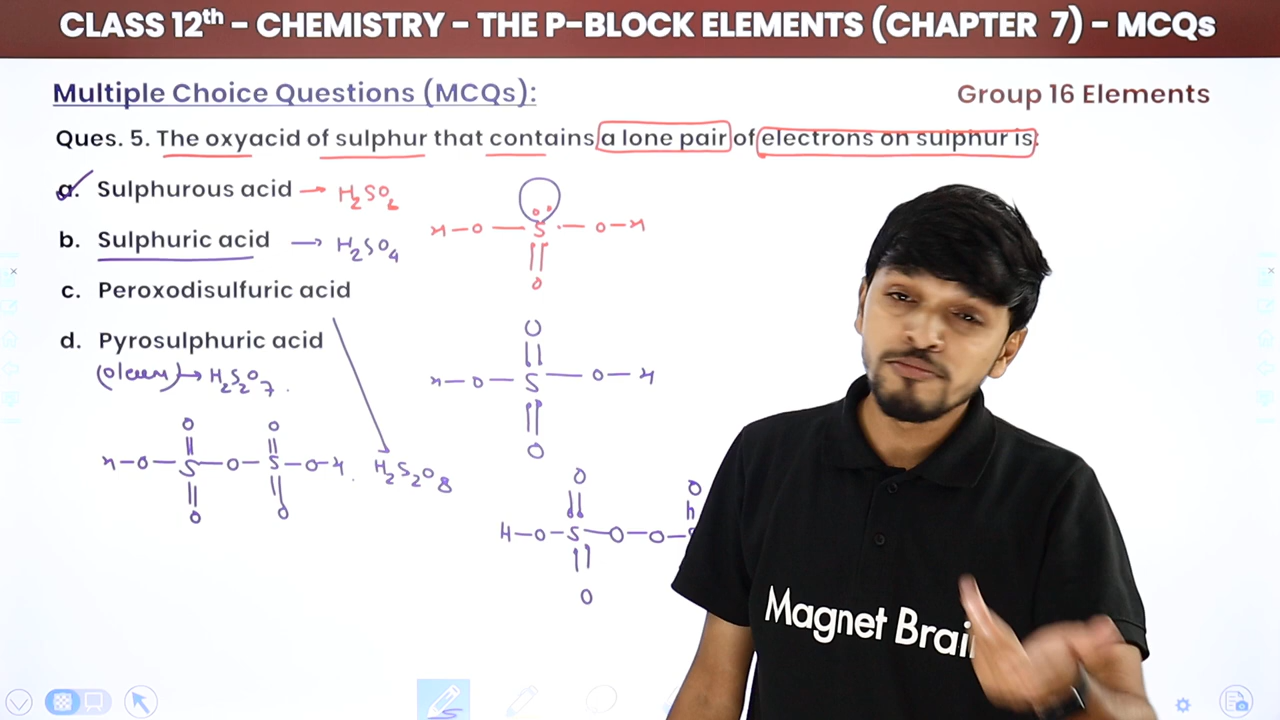 CLASS 12th - CHEMISTRY - THE P-BLOCK ELEMENTS (CHAPTER 7) - MCQs
Multiple Choice Questions (MCQs):
Group 16 Elements
Ques. 5. The oxyacid of sulphur that contains a lone pair of electrons on sulphur is:
a. Sulphurous acid → H2SO2
b. Sulphuric acid → H2SO4
c. Peroxodisulfuric acid
d. Pyrosulphuric acid
(oleum) → H2S2O7.
H2S2O8
H-O-S-O-H
O
O
H-O-S-O-H
O
O O
H-O-S-O-S-O-H.
O O
O O
H-O-S-O-O-
O
Magnet Brai